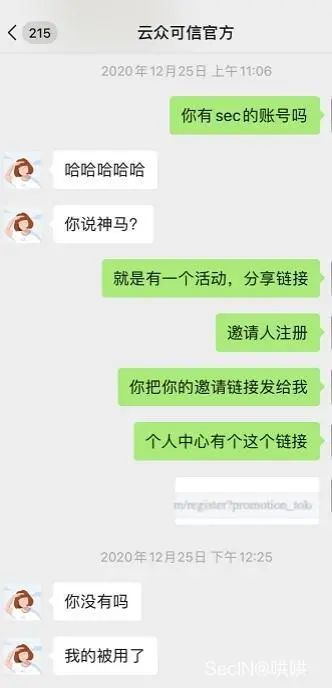 215
云众可信官方
2020年12月25日 上午11:06
你有sec的账号吗
哈哈哈哈哈
你说神马?
就是有一个活动，分享链接
邀请人注册
你把你的邀请链接发给我
个人中心有个这个链接
m/register?promotion_tok
2020年12月25日 下午12:25
你没有吗
我的被用了
SecIN@哄哄